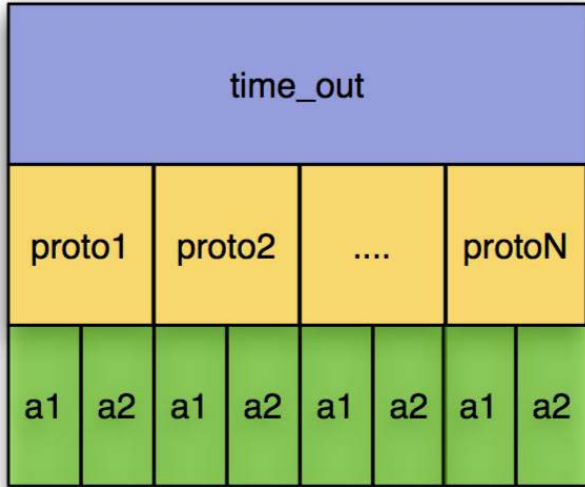 time_out
proto1 proto2 .... protoN
a1 a2 a1 a2 a1 a2 a1 a2